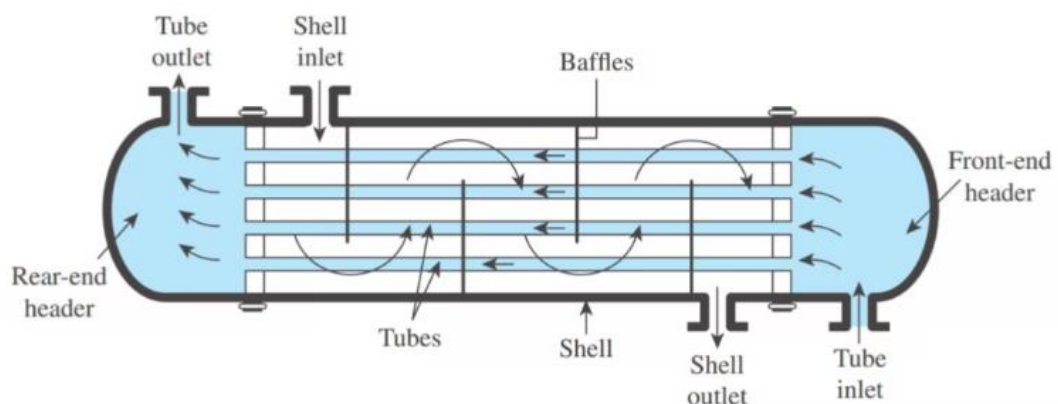 Tube
outlet
Shell
inlet
Baffles
Front-end
header
Rear-end
header
Tubes
Shell
Shell
outlet
Tube
inlet